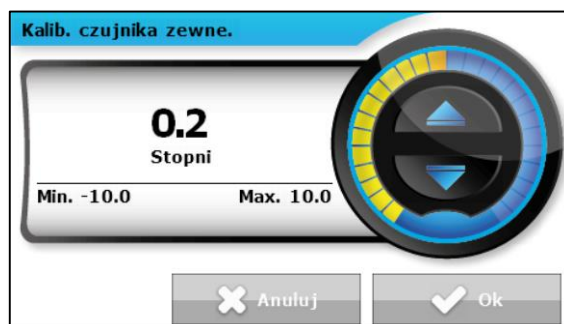 Kalib. czujnika zewne.
0.2
Stopni
Min. -10.0 Max. 10.0
Anuluj Ok